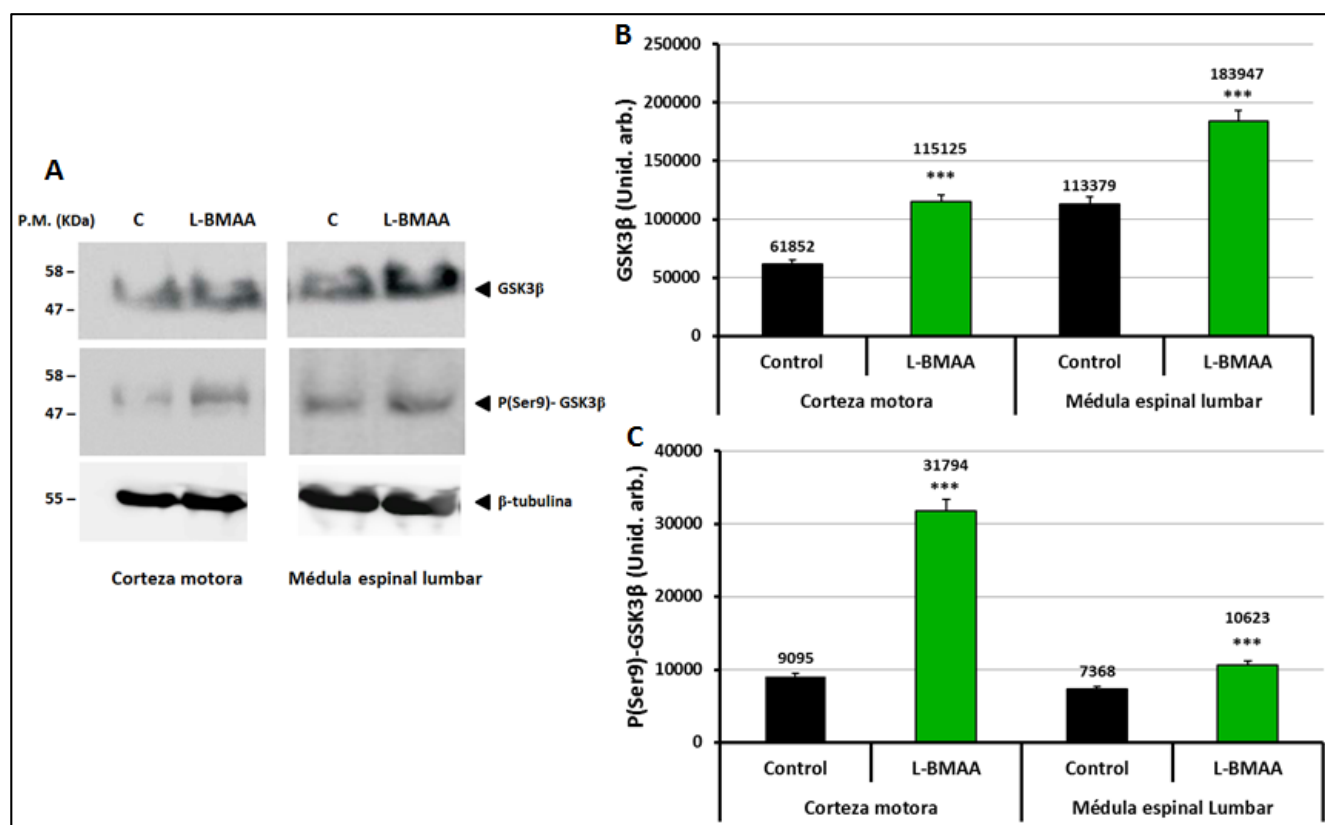 A
P.M. (KDa) C L-BMAA C L-BMAA
58
47
GSK3β
58
47
P(Ser9)- GSK3β
55
β-tubulina
Corteza motora Médula espinal lumbar
B
GSK3β (Unid. arb.)
250000
200000
150000
100000
50000
0
61852
115125
***
113379
183947
***
Control L-BMAA Control L-BMAA
Corteza motora Médula espinal lumbar
C
P(Ser9)-GSK3β (Unid. arb.)
40000
30000
20000
10000
0
9095
31794
***
7368
10623
***
Control L-BMAA Control L-BMAA
Corteza motora Médula espinal Lumbar